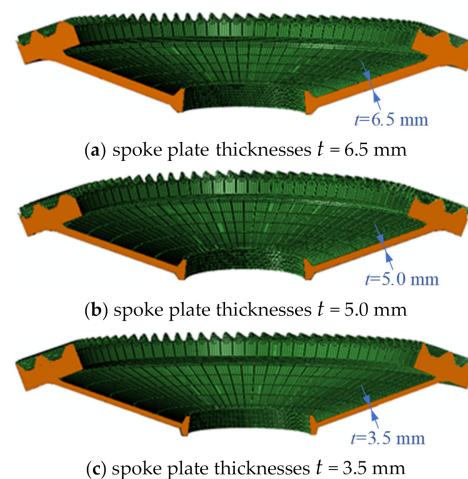 t=6.5 mm
(a) spoke plate thicknesses t = 6.5 mm
t=5.0 mm
(b) spoke plate thicknesses t = 5.0 mm
t=3.5 mm
(c) spoke plate thicknesses t = 3.5 mm